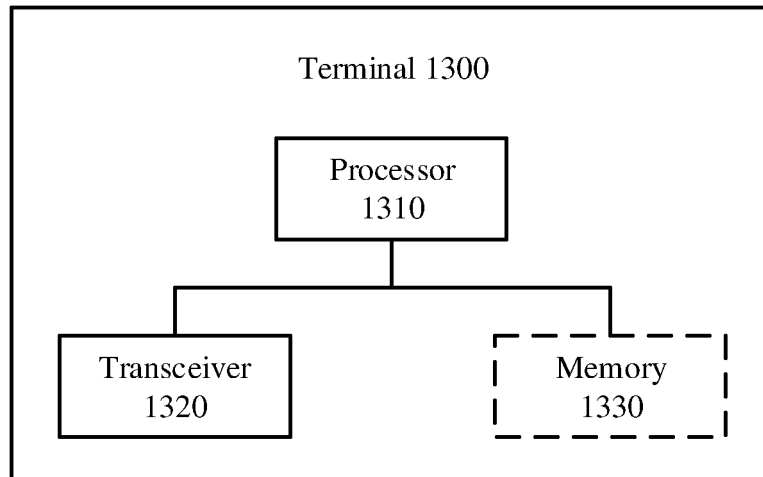 Terminal 1300
Processor
1310
Transceiver
1320
Memory
1330